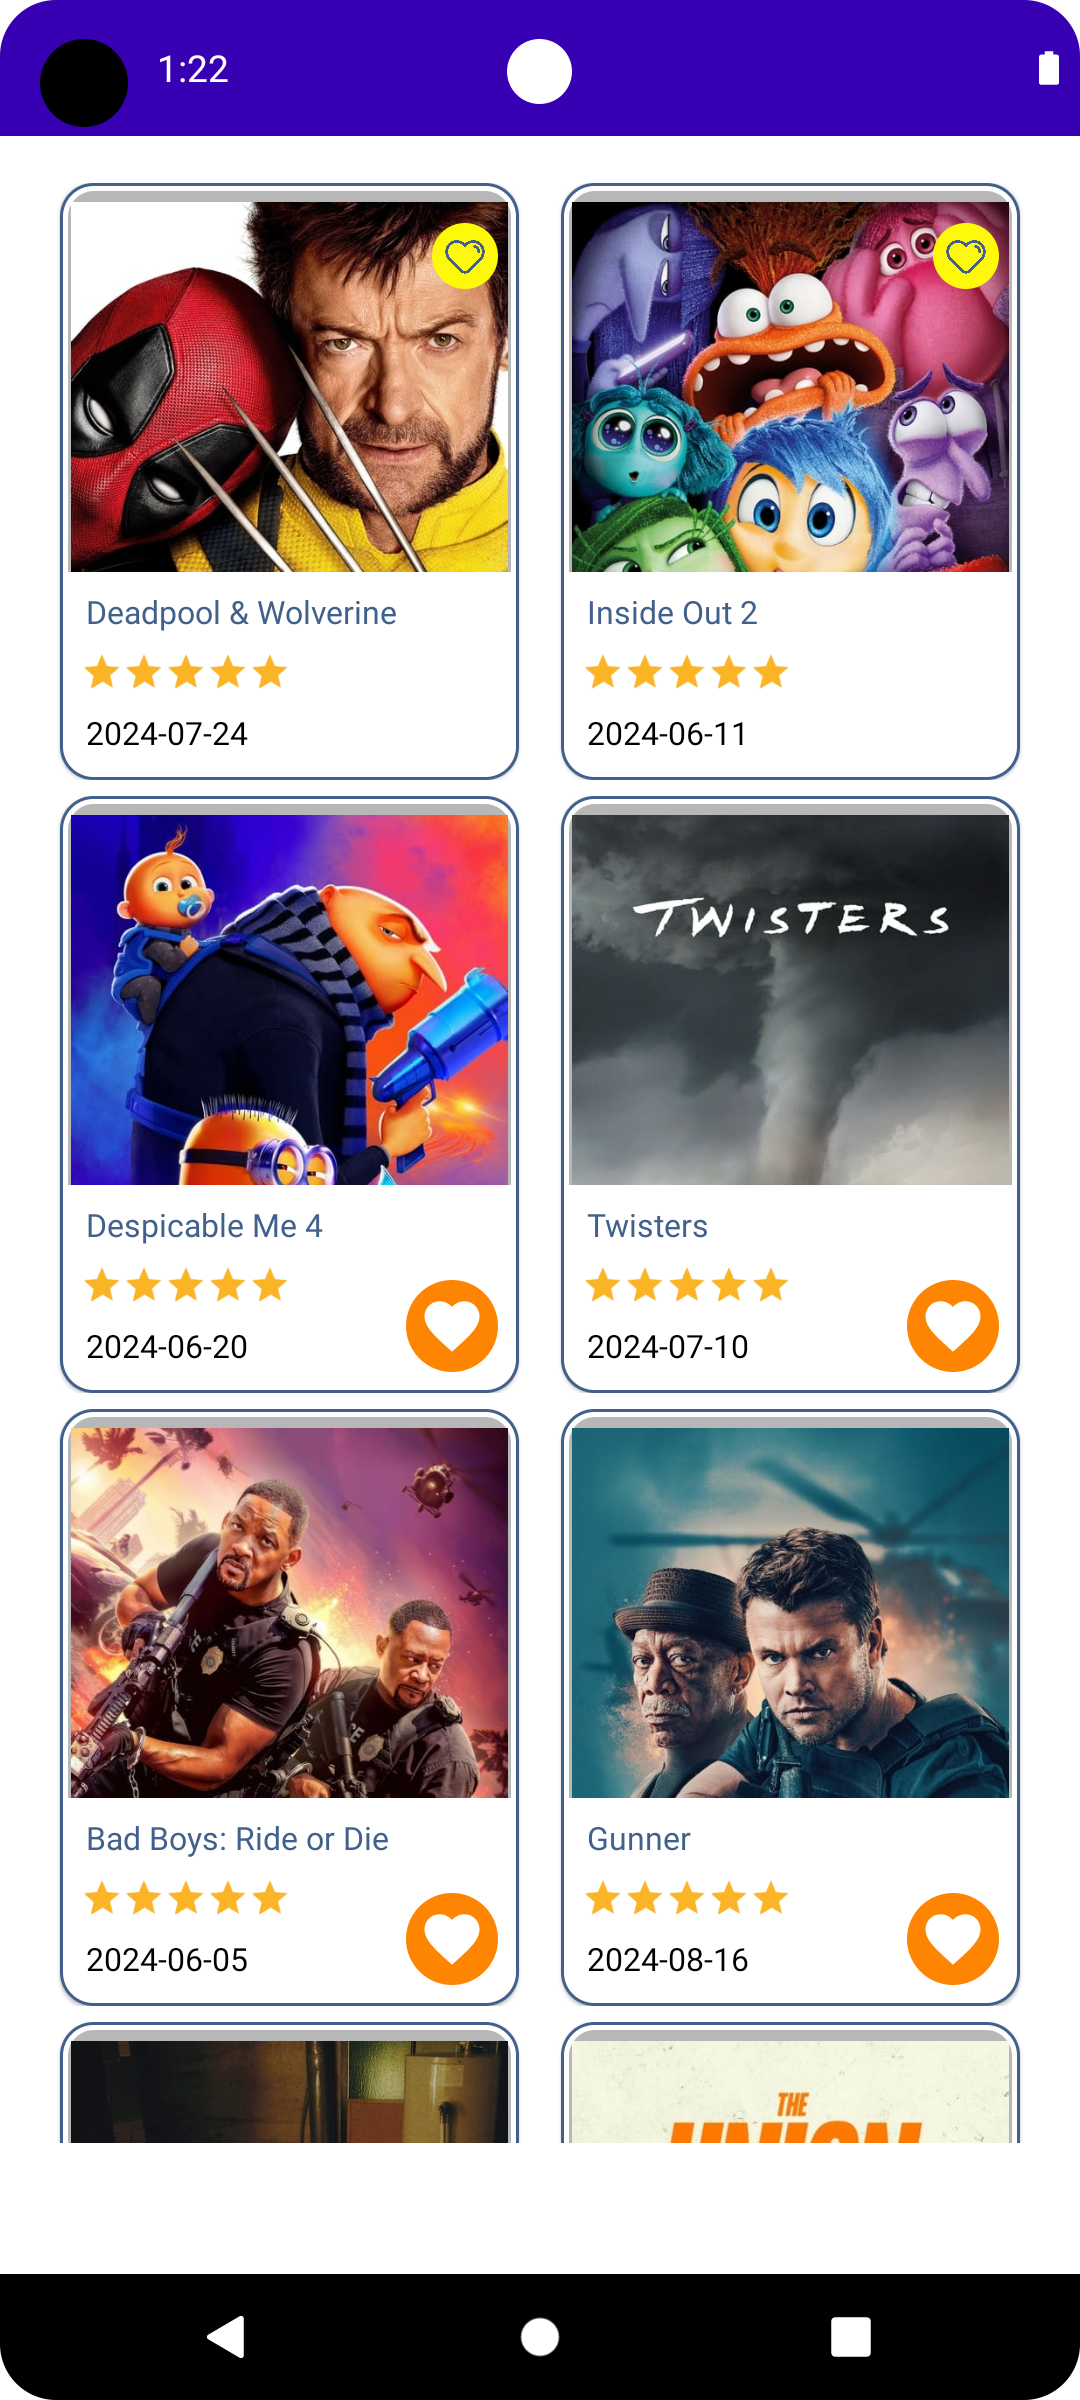 1:22
Deadpool & Wolverine
2024-07-24
Inside Out 2
2024-06-11
TWISTERS
Despicable Me 4
2024-06-20
Twisters
2024-07-10
Bad Boys: Ride or Die
2024-06-05
Gunner
2024-08-16
THE
UNION